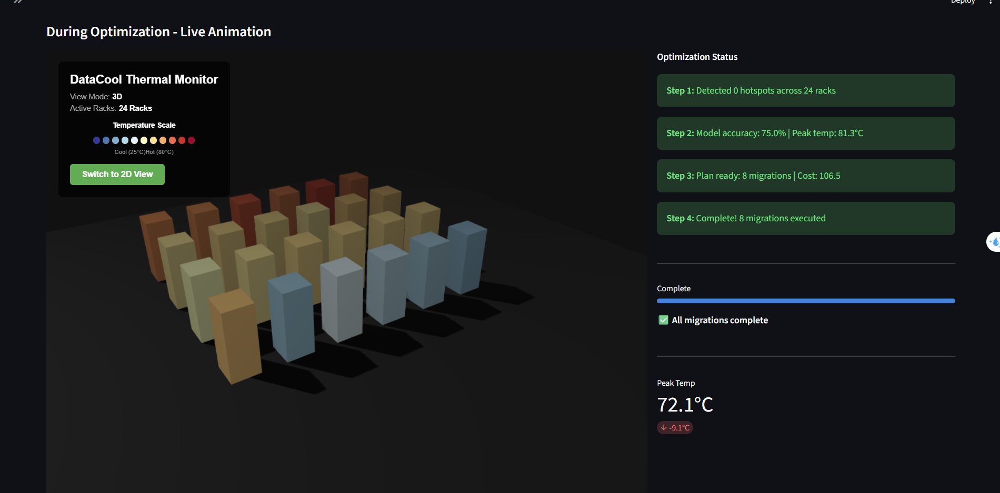 Deploy
During Optimization - Live Animation
DataCool Thermal Monitor
View Mode: 3D
Active Racks: 24 Racks
Temperature Scale
Cool (25°C)Hot (80°C)
Switch to 2D View
Optimization Status
Step 1: Detected 0 hotspots across 24 racks
Step 2: Model accuracy: 75.0% | Peak temp: 81.3°C
Step 3: Plan ready: 8 migrations | Cost: 106.5
Step 4: Complete! 8 migrations executed
Complete
✅ All migrations complete
Peak Temp
72.1°C
↓ -9.1°C